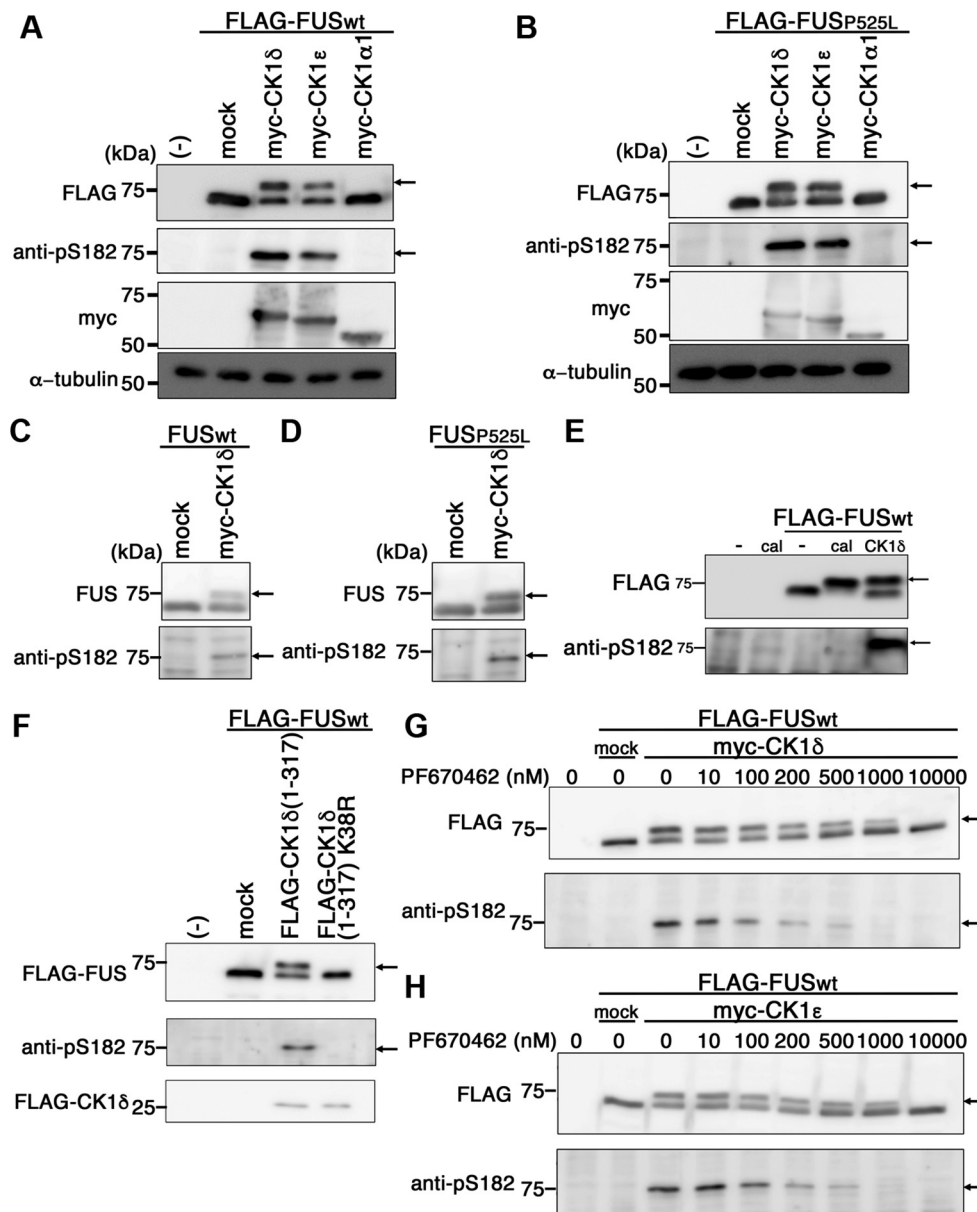 A
FLAG-FUSwt
(kDa)
(-)
mock
myc-CK1δ
myc-CK1ε
myc-CK1α1
FLAG 75
anti-pS182 75
75
myc
50
α-tubulin 50
B
FLAG-FUSP525L
(kDa)
(-)
mock
myc-CK1δ
myc-CK1ε
myc-CK1α1
FLAG 75
anti-pS182 75
75
myc
50
α-tubulin 50
C
FUSwt
(kDa)
mock
myc-CK1δ
FUS 75
anti-pS182 75
D
FUSP525L
(kDa)
mock
myc-CK1δ
FUS 75
anti-pS182 75
E
FLAG-FUSwt
- cal - cal CK1δ
FLAG 75
anti-pS182 75
F
FLAG-FUSwt
(-)
mock
FLAG-CK1δ(1-317)
FLAG-CK1δ
(1-317) K38R
75
FLAG-FUS
anti-pS182 75
FLAG-CK1δ 25
G
FLAG-FUSwt
mock myc-CK1δ
PF670462 (nM) 0 0 0 10 100 200 500 1000 10000
FLAG 75
anti-pS182 75
H
FLAG-FUSwt
mock myc-CK1ε
PF670462 (nM) 0 0 0 10 100 200 500 1000 10000
FLAG 75
anti-pS182 75